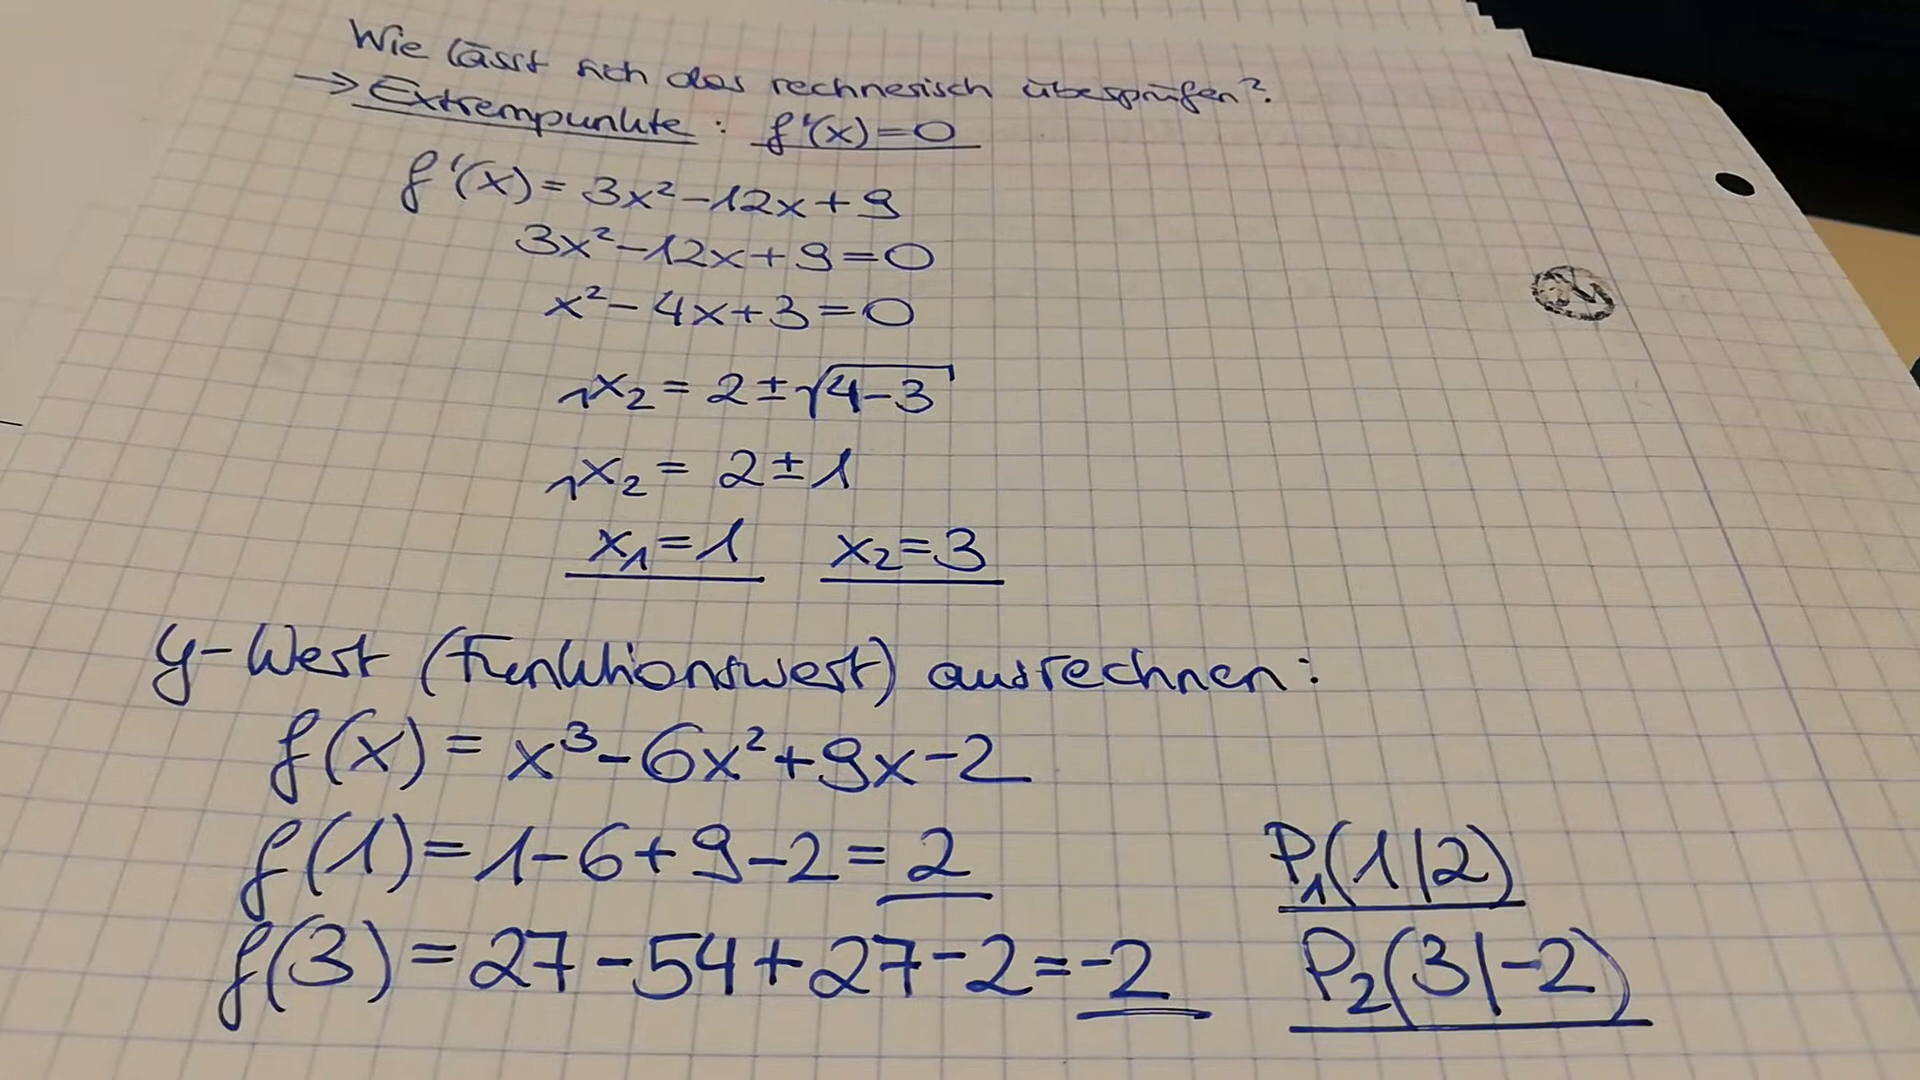 Wie lässt sich das rechnerisch überprüfen?
→ Extrempunkte: f'(x)=0
f'(x) = 3x²-12x+9
3x²-12x+9=0
x²-4x+3=0
₁x₂ = 2±√(4-3)
₁x₂ = 2±1
x₁=1 x₂=3
y-Wert (Funktionswert) ausrechnen:
f(x) = x³-6x²+9x-2
f(1)=1-6+9-2=2 P₁(1|2)
f(3)=27-54+27-2=-2 P₂(3|-2)